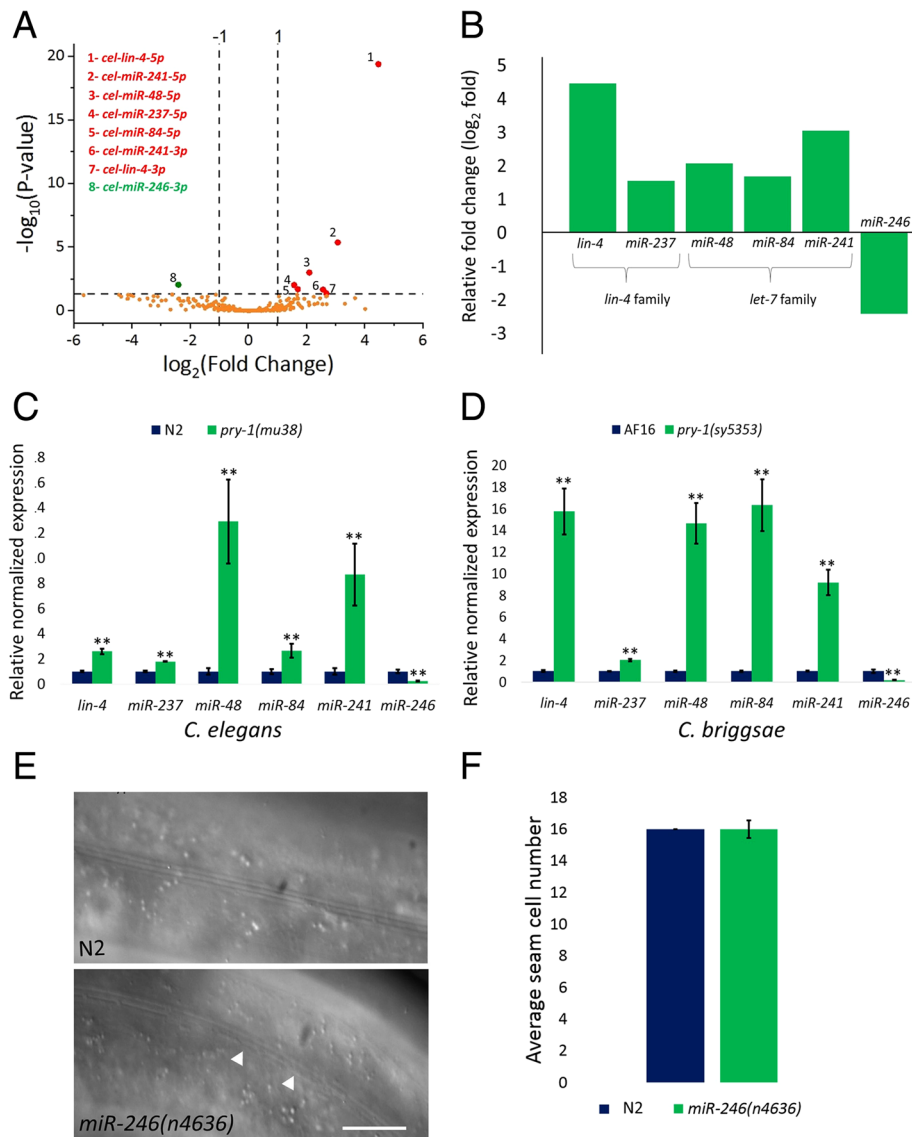 A
-1
1
20
15
10
5
0
-log10(P-value)
1- cel-lin-4-5p
2- cel-miR-241-5p
3- cel-miR-48-5p
4- cel-miR-237-5p
5- cel-miR-84-5p
6- cel-miR-241-3p
7- cel-lin-4-3p
8- cel-miR-246-3p
1
2
3
4
5
6
7
8
-6
-4
-2
0
2
4
6
log2(Fold Change)
B
Relative fold change (log2 fold)
5
4
3
2
1
0
-1
-2
-3
lin-4
miR-237
miR-48
miR-84
miR-241
miR-246
lin-4 family
let-7 family
C
N2
pry-1(mu38)
Relative normalized expression
.8
.6
.4
.2
.0
8
6
4
2
0
**
**
**
**
**
**
lin-4
miR-237
miR-48
miR-84
miR-241
miR-246
C. elegans
D
AF16
pry-1(sy5353)
Relative normalized expression
20
18
16
14
12
10
8
6
4
2
0
**
**
**
**
**
**
lin-4
miR-237
miR-48
miR-84
miR-241
miR-246
C. briggsae
E
N2
miR-246(n4636)
F
Average seam cell number
18
16
14
12
10
8
6
4
2
0
N2
miR-246(n4636)